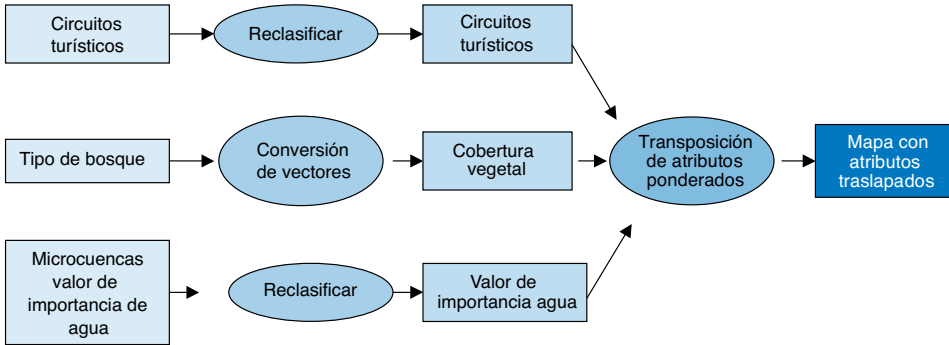 Circuitos
turísticos
Reclasificar
Circuitos
turísticos
Tipo de bosque
Conversión
de vectores
Cobertura
vegetal
Transposición
de atributos
ponderados
Mapa con
atributos
traslapados
Microcuencas
valor de
importancia de
agua
Reclasificar
Valor de
importancia agua